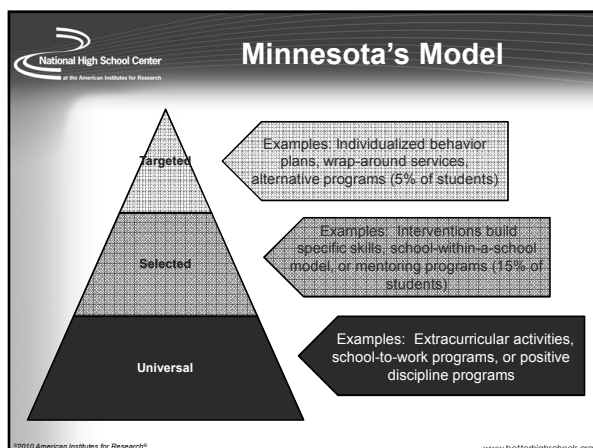 National High School Center
at the American Institutes for Research
Minnesota's Model
Targeted
Examples: Individualized behavior
plans, wrap-around services,
alternative programs (5% of students)
Selected
Examples: Interventions build
specific skills, school-within-a-school
model, or mentoring programs (15% of
students)
Universal
Examples: Extracurricular activities,
school-to-work programs, or positive
discipline programs
©2010 American Institutes for Research®
www.betterhighschools.org